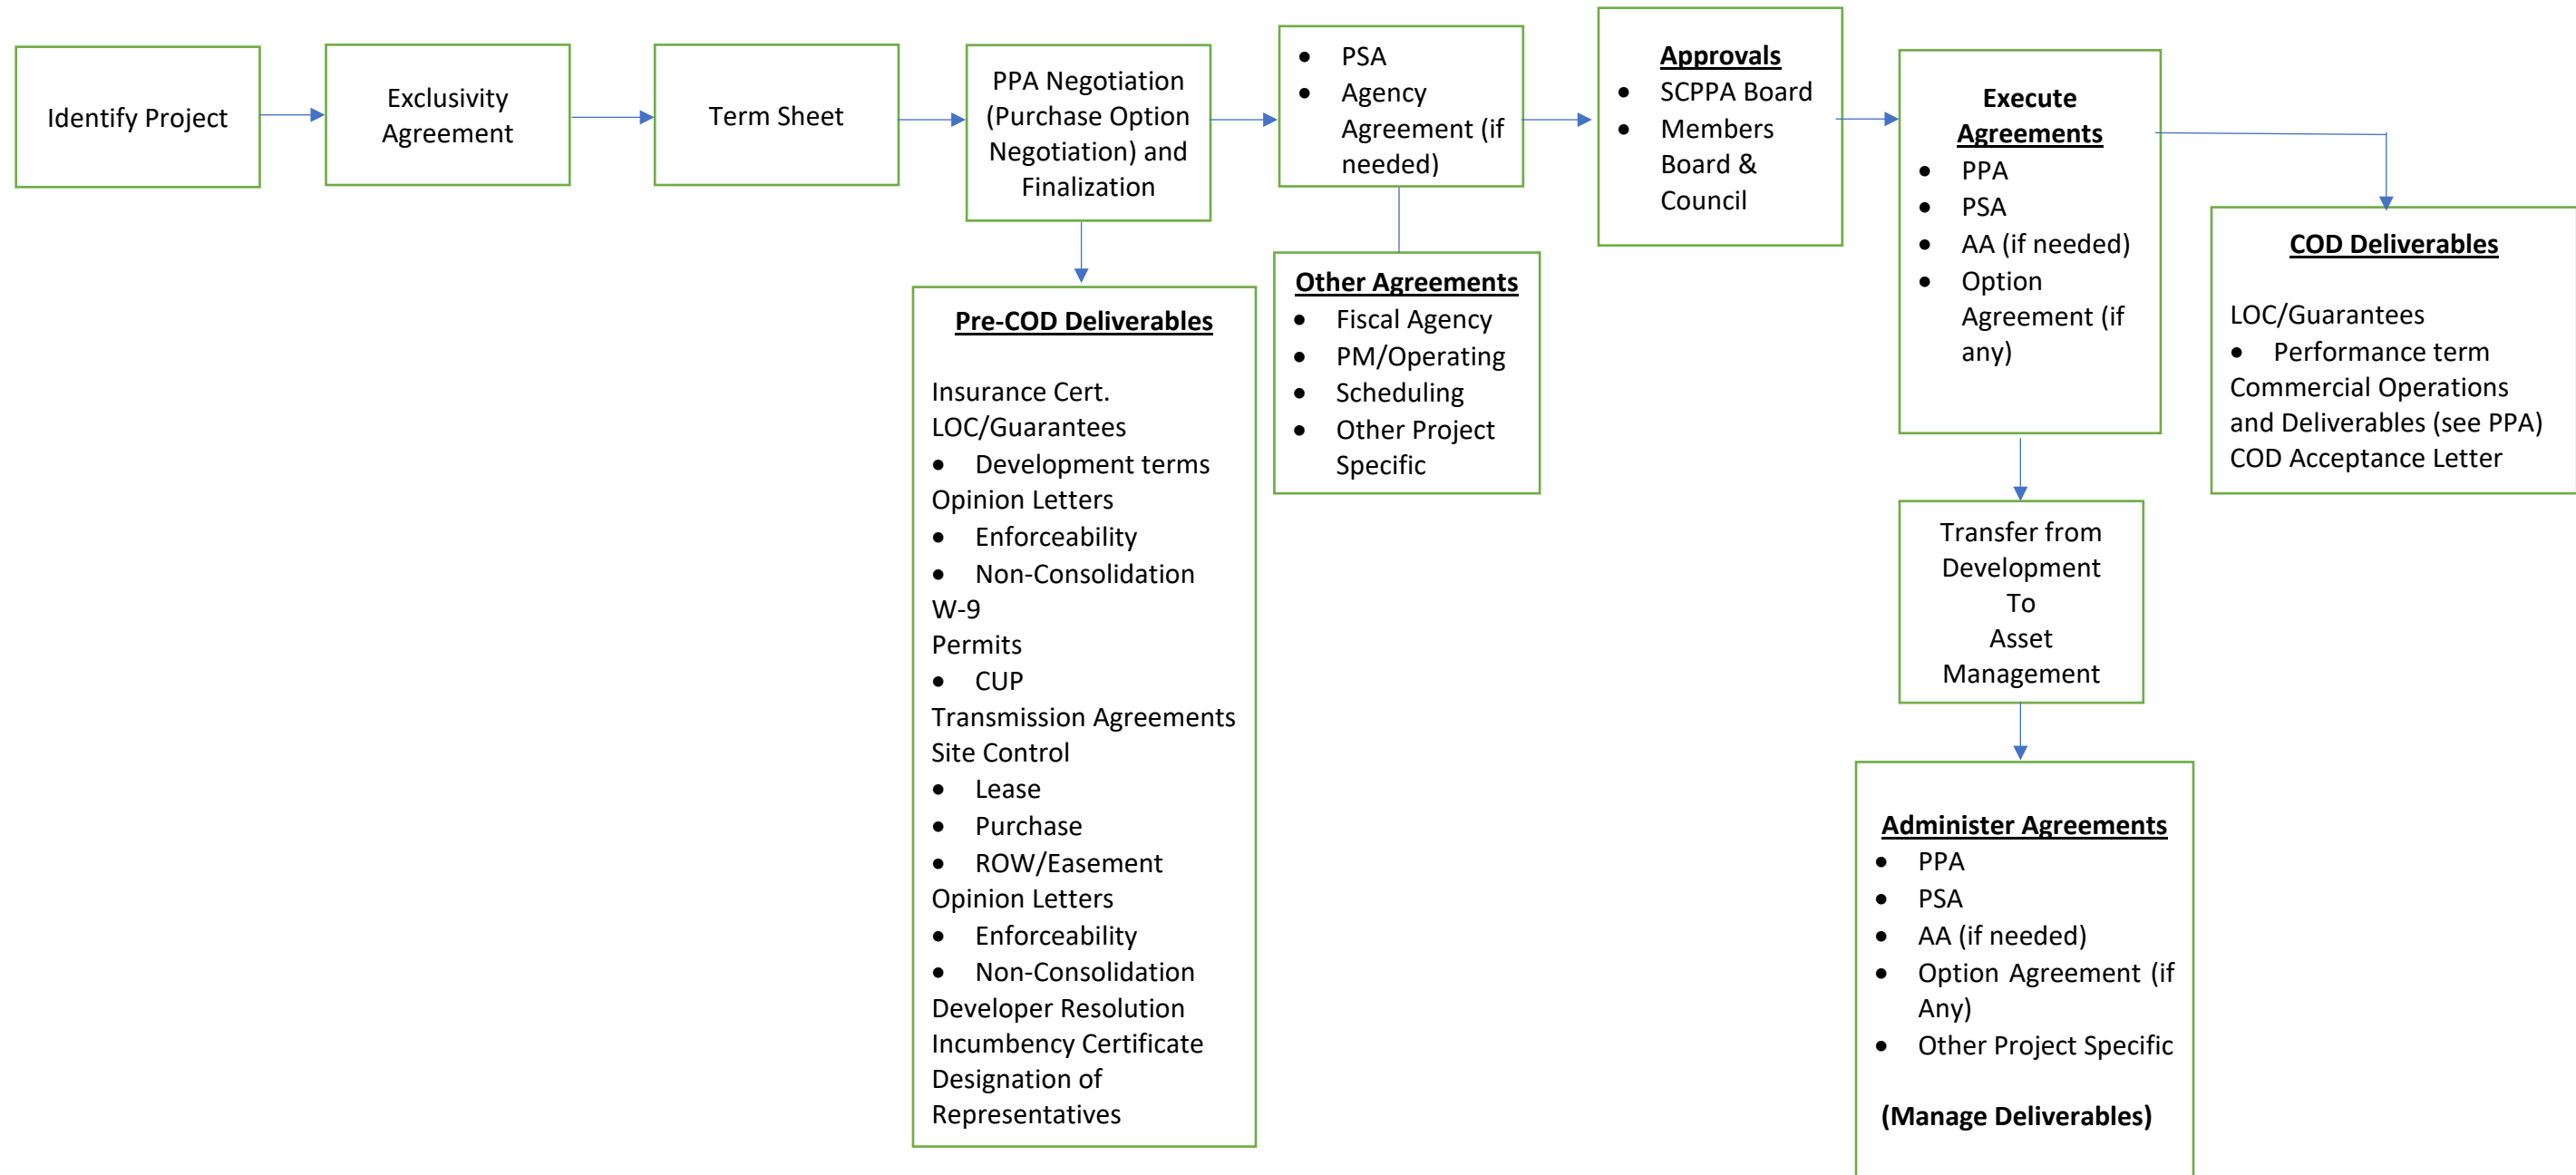 Identify Project
Exclusivity
Agreement
Term Sheet
PPA Negotiation
(Purchase Option
Negotiation) and
Finalization
• PSA
• Agency
Agreement (if
needed)
Approvals
• SCPPA Board
• Members
Board &
Council
Execute
Agreements
• PPA
• PSA
• AA (if needed)
• Option
Agreement (if
any)
COD Deliverables
LOC/Guarantees
• Performance term
Commercial Operations
and Deliverables (see PPA)
COD Acceptance Letter
Pre-COD Deliverables
Insurance Cert.
LOC/Guarantees
• Development terms
Opinion Letters
• Enforceability
• Non-Consolidation
W-9
Permits
• CUP
Transmission Agreements
Site Control
• Lease
• Purchase
• ROW/Easement
Opinion Letters
• Enforceability
• Non-Consolidation
Developer Resolution
Incumbency Certificate
Designation of
Representatives
Other Agreements
• Fiscal Agency
• PM/Operating
• Scheduling
• Other Project
Specific
Transfer from
Development
To
Asset
Management
Administer Agreements
• PPA
• PSA
• AA (if needed)
• Option Agreement (if
Any)
• Other Project Specific
(Manage Deliverables)